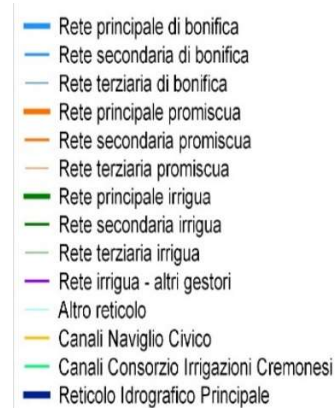 Rete principale di bonifica
Rete secondaria di bonifica
Rete terziaria di bonifica
Rete principale promiscua
Rete secondaria promiscua
Rete terziaria promiscua
Rete principale irrigua
Rete secondaria irrigua
Rete terziaria irrigua
Rete irrigua - altri gestori
Altro reticolo
Canali Naviglio Civico
Canali Consorzio Irrigazioni Cremonesi
Reticolo Idrografico Principale